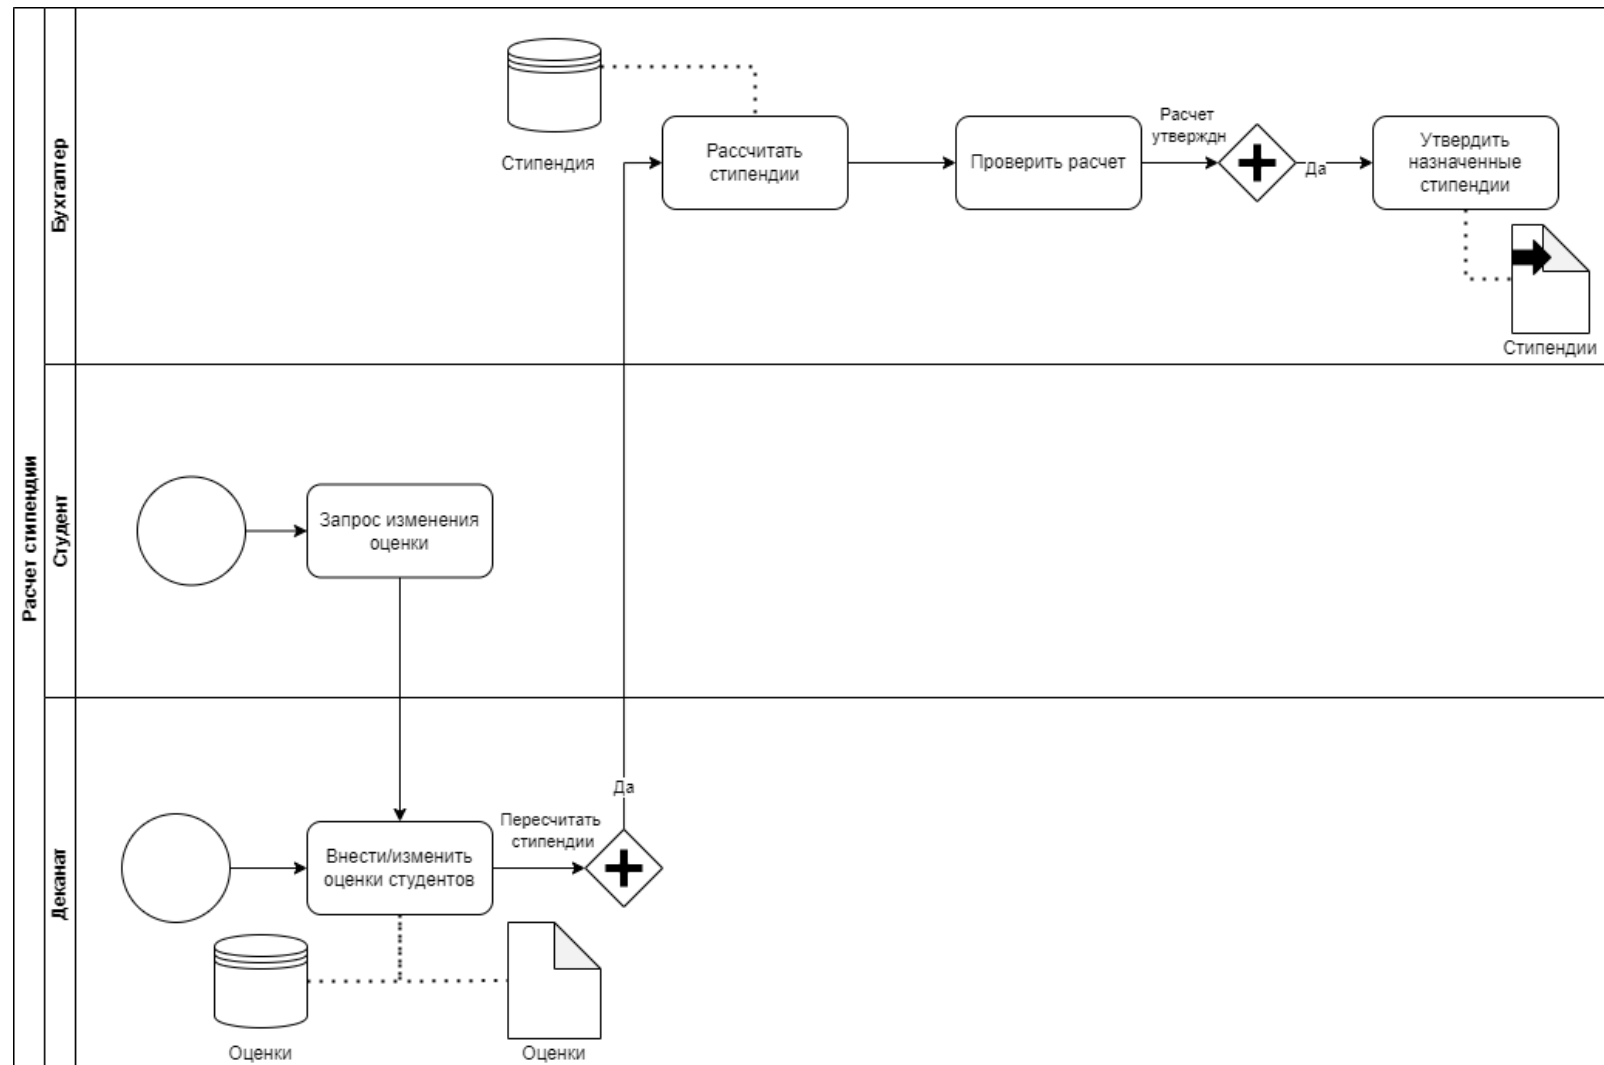 Расчет стипендии
Бухгалтер
Стипендия
Рассчитать
стипендии
Проверить расчет
Расчет
утвержднн
Да
Утвердить
назначенные
стипендии
Стипендии
Студент
Запрос изменения
оценки
Деканат
Внести/изменить
оценки студентов
Пересчитать
стипендии
Да
Оценки
Оценки